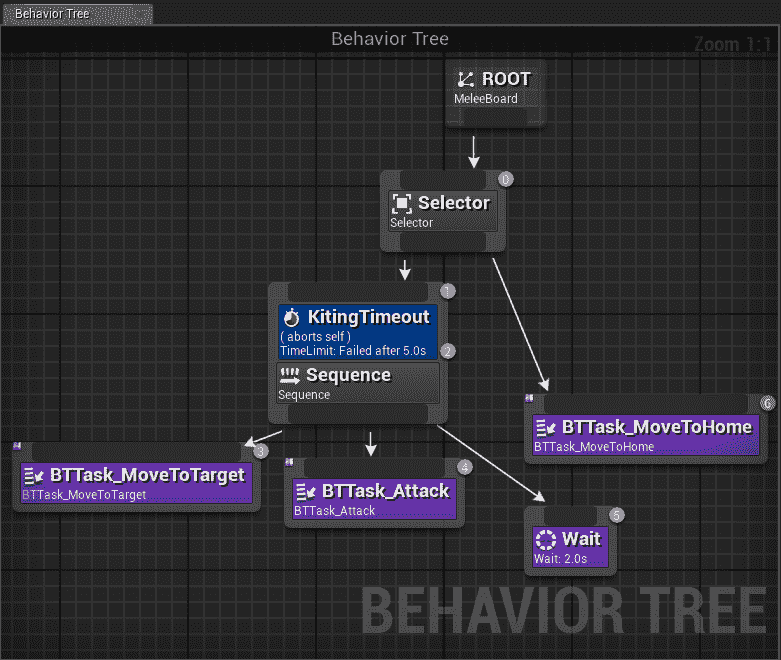 Behavior Tree
Behavior Tree
Zoom 1:1
ROOT
MeleeBoard
0
Selector
Selector
1
KitingTimeout
( aborts self )
TimeLimit: Failed after 5.0s
2
Sequence
Sequence
6
BTTask_MoveToHome
BTTask_MoveToHome
3
BTTask_MoveToTarget
BTTask_MoveToTarget
4
BTTask_Attack
BTTask_Attack
5
Wait
Wait: 2.0s
BEHAVIOR TREE